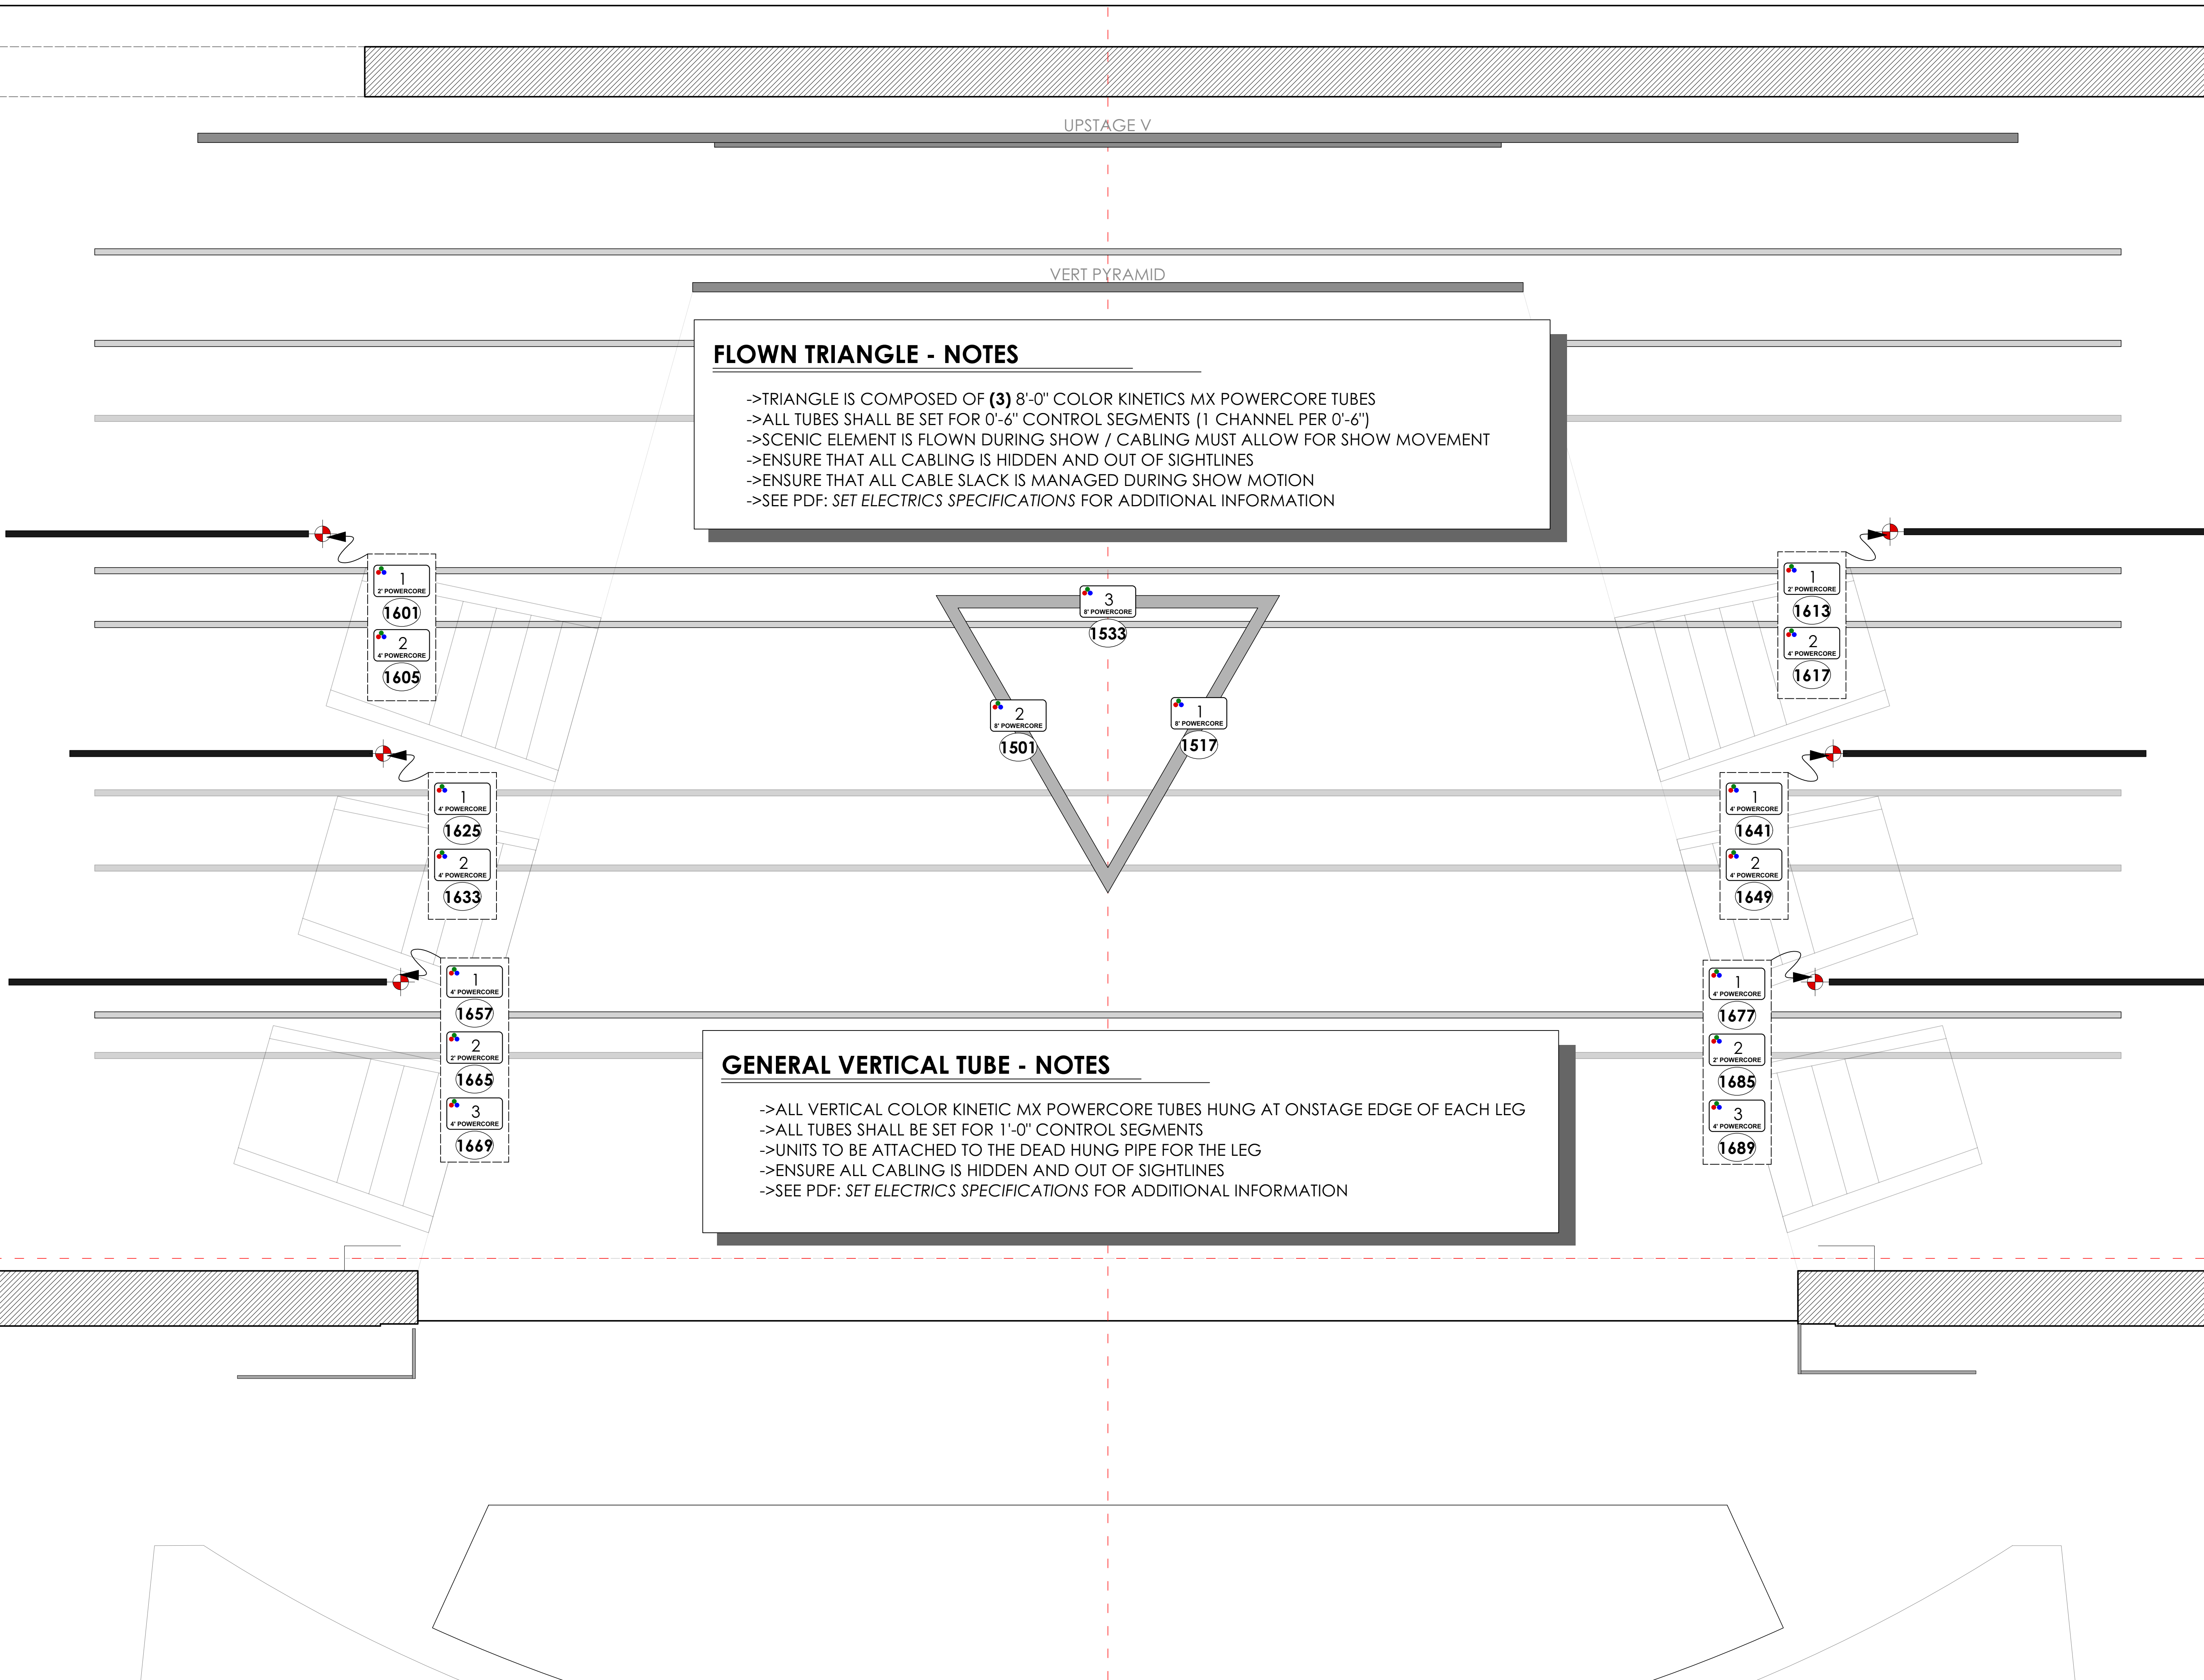 UPSTAGE V
VERT PYRAMID
FLOWN TRIANGLE - NOTES
->TRIANGLE IS COMPOSED OF (3) 8'-0" COLOR KINETICS MX POWERCORE TUBES
->ALL TUBES SHALL BE SET FOR 0'-6" CONTROL SEGMENTS (1 CHANNEL PER 0'-6")
->SCENIC ELEMENT IS FLOWN DURING SHOW / CABLING MUST ALLOW FOR SHOW MOVEMENT
->ENSURE THAT ALL CABLING IS HIDDEN AND OUT OF SIGHTLINES
->ENSURE THAT ALL CABLE SLACK IS MANAGED DURING SHOW MOTION
->SEE PDF: SET ELECTRICS SPECIFICATIONS FOR ADDITIONAL INFORMATION
1
2' POWERCORE
1601
2
4' POWERCORE
1605
3
8' POWERCORE
1533
2
8' POWERCORE
1501
1
8' POWERCORE
1517
1
2' POWERCORE
1613
2
4' POWERCORE
1617
1
4' POWERCORE
1625
2
4' POWERCORE
1633
1
4' POWERCORE
1641
2
4' POWERCORE
1649
1
4' POWERCORE
1657
2
2' POWERCORE
1665
3
4' POWERCORE
1669
1
4' POWERCORE
1677
2
2' POWERCORE
1685
3
4' POWERCORE
1689
GENERAL VERTICAL TUBE - NOTES
->ALL VERTICAL COLOR KINETIC MX POWERCORE TUBES HUNG AT ONSTAGE EDGE OF EACH LEG
->ALL TUBES SHALL BE SET FOR 1'-0" CONTROL SEGMENTS
->UNITS TO BE ATTACHED TO THE DEAD HUNG PIPE FOR THE LEG
->ENSURE ALL CABLING IS HIDDEN AND OUT OF SIGHTLINES
->SEE PDF: SET ELECTRICS SPECIFICATIONS FOR ADDITIONAL INFORMATION